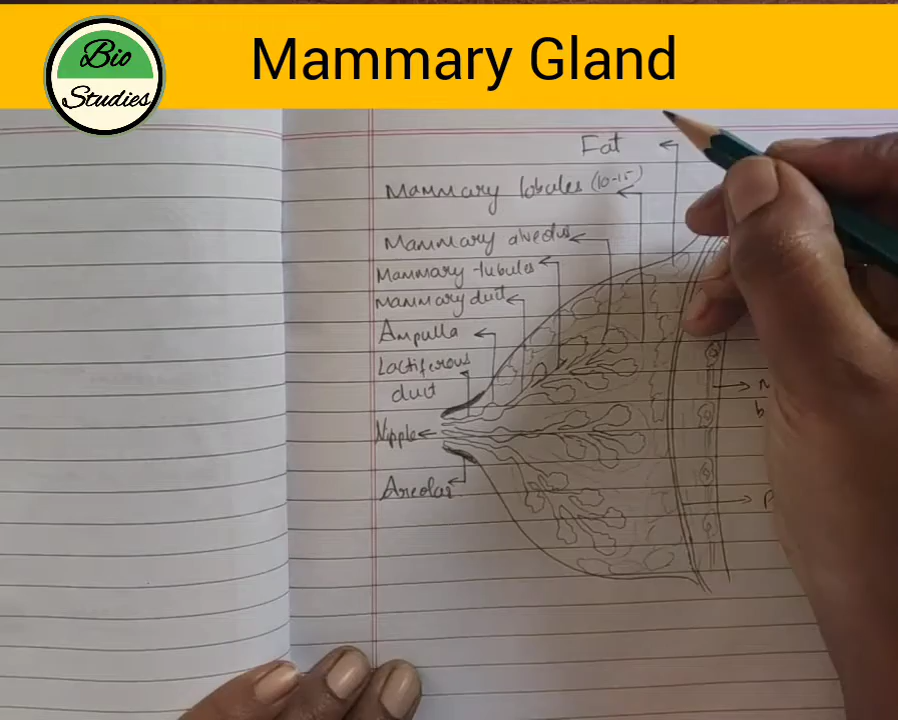 Bio
Studies
Mammary Gland
Fat
Mammary lobules (10-15)
Mammary alveolus
Mammary tubules
Mammary duct
Ampulla
Lactiferous
duct
Nipple
Areolar